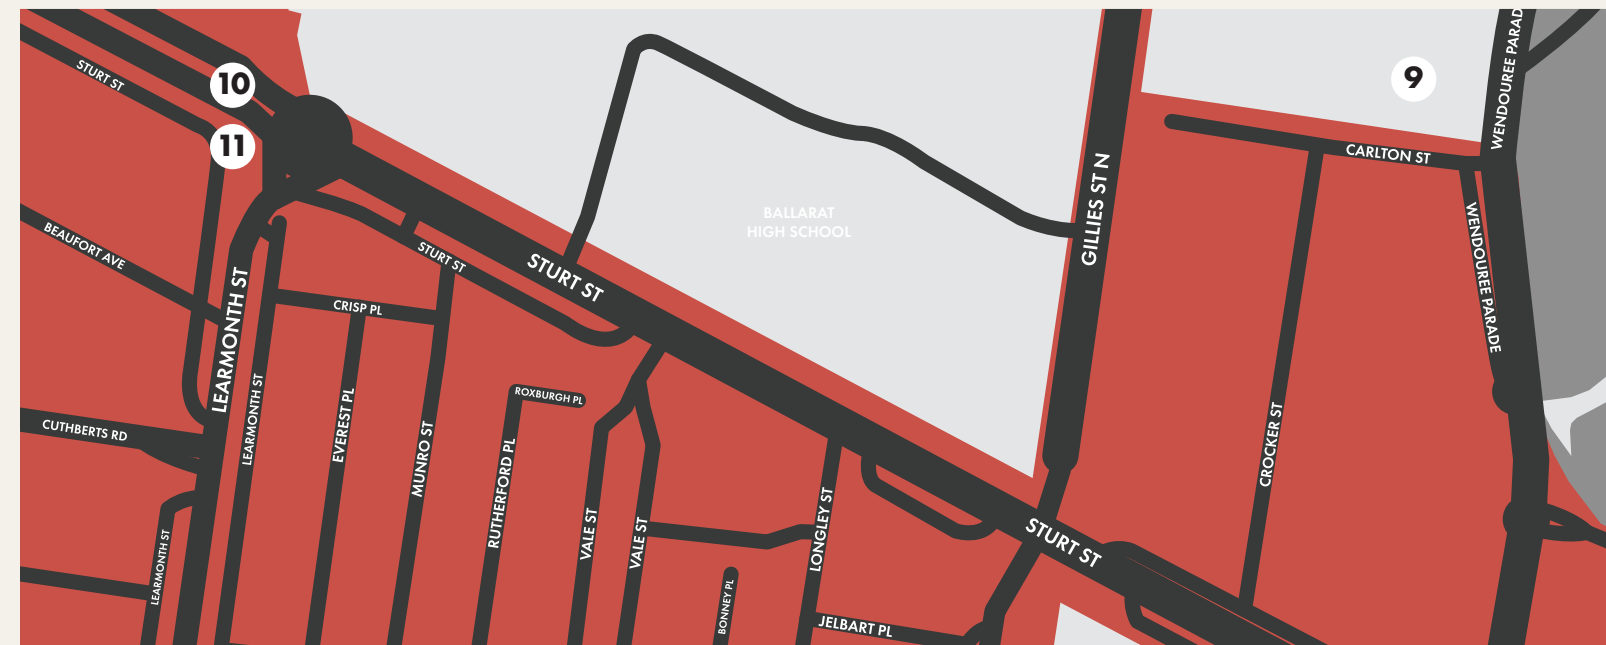 WENDOUREE PARAD
STURT ST
10
9
11
CARLTON ST
GILLIES ST N
BALLARAT
HIGH SCHOOL
BEAUFORT AVE
STURT ST
STURT ST
WENDOUREE PARADE
CRISP PL
LEARMONTH ST
LEARMONTH ST
EVEREST PL
MUNRO ST
ROXBURGH PL
RUTHERFORD PL
CUTHBERTS RD
CROCKER ST
VALE ST
VALE ST
LONGLEY ST
STURT ST
LEARMONTH ST
BONNEY PL
JELBART PL